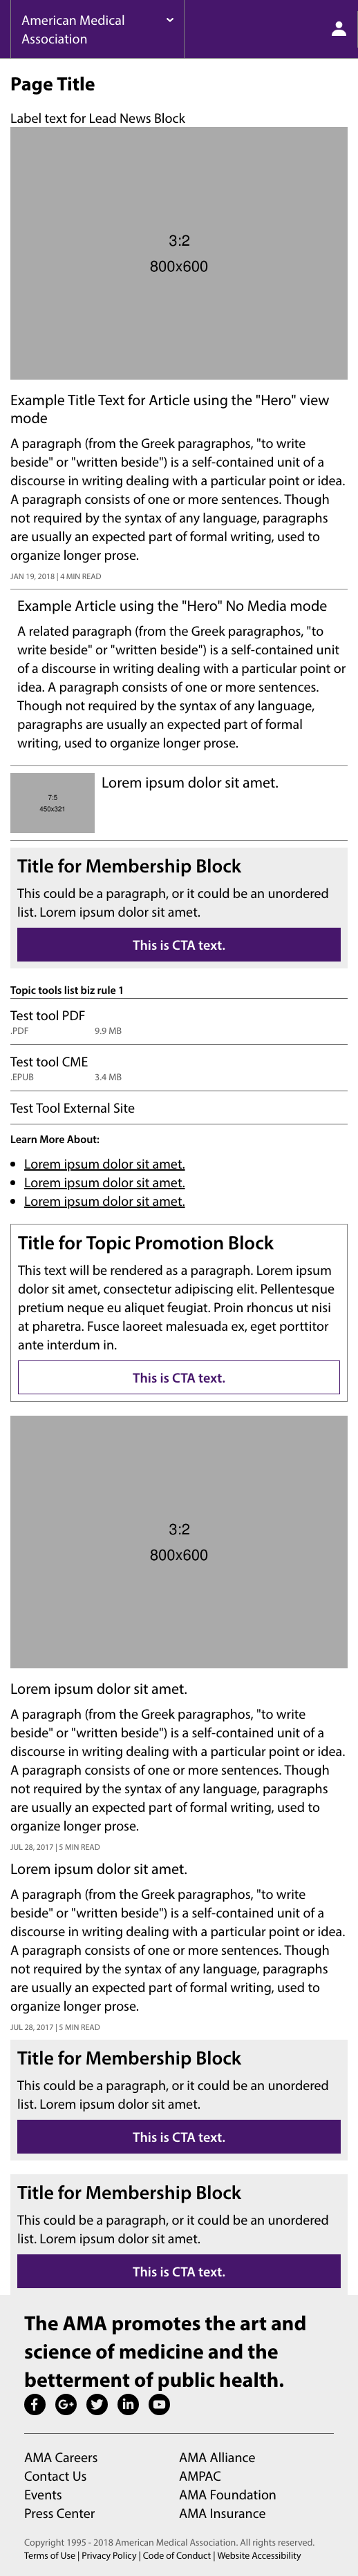 American Medical
Association
Page Title
Label text for Lead News Block
3:2
800x600
Example Title Text for Article using the "Hero" view
mode
A paragraph (from the Greek paragraphos, "to write
beside" or "written beside") is a self-contained unit of a
discourse in writing dealing with a particular point or idea.
A paragraph consists of one or more sentences. Though
not required by the syntax of any language, paragraphs
are usually an expected part of formal writing, used to
organize longer prose.
JAN 19, 2018 | 4 MIN READ
Example Article using the "Hero" No Media mode
A related paragraph (from the Greek paragraphos, "to
write beside" or "written beside") is a self-contained unit
of a discourse in writing dealing with a particular point or
idea. A paragraph consists of one or more sentences.
Though not required by the syntax of any language,
paragraphs are usually an expected part of formal
writing, used to organize longer prose.
7:5
450x321
Lorem ipsum dolor sit amet.
Title for Membership Block
This could be a paragraph, or it could be an unordered
list. Lorem ipsum dolor sit amet.
This is CTA text.
Topic tools list biz rule 1
Test tool PDF
.PDF 9.9 MB
Test tool CME
.EPUB 3.4 MB
Test Tool External Site
Learn More About:
• Lorem ipsum dolor sit amet.
• Lorem ipsum dolor sit amet.
• Lorem ipsum dolor sit amet.
Title for Topic Promotion Block
This text will be rendered as a paragraph. Lorem ipsum
dolor sit amet, consectetur adipiscing elit. Pellentesque
pretium neque eu aliquet feugiat. Proin rhoncus ut nisi
at pharetra. Fusce laoreet malesuada ex, eget porttitor
ante interdum in.
This is CTA text.
3:2
800x600
Lorem ipsum dolor sit amet.
A paragraph (from the Greek paragraphos, "to write
beside" or "written beside") is a self-contained unit of a
discourse in writing dealing with a particular point or idea.
A paragraph consists of one or more sentences. Though
not required by the syntax of any language, paragraphs
are usually an expected part of formal writing, used to
organize longer prose.
JUL 28, 2017 | 5 MIN READ
Lorem ipsum dolor sit amet.
A paragraph (from the Greek paragraphos, "to write
beside" or "written beside") is a self-contained unit of a
discourse in writing dealing with a particular point or idea.
A paragraph consists of one or more sentences. Though
not required by the syntax of any language, paragraphs
are usually an expected part of formal writing, used to
organize longer prose.
JUL 28, 2017 | 5 MIN READ
Title for Membership Block
This could be a paragraph, or it could be an unordered
list. Lorem ipsum dolor sit amet.
This is CTA text.
Title for Membership Block
This could be a paragraph, or it could be an unordered
list. Lorem ipsum dolor sit amet.
This is CTA text.
The AMA promotes the art and
science of medicine and the
betterment of public health.
AMA Careers
Contact Us
Events
Press Center
AMA Alliance
AMPAC
AMA Foundation
AMA Insurance
Copyright 1995 - 2018 American Medical Association. All rights reserved.
Terms of Use | Privacy Policy | Code of Conduct | Website Accessibility